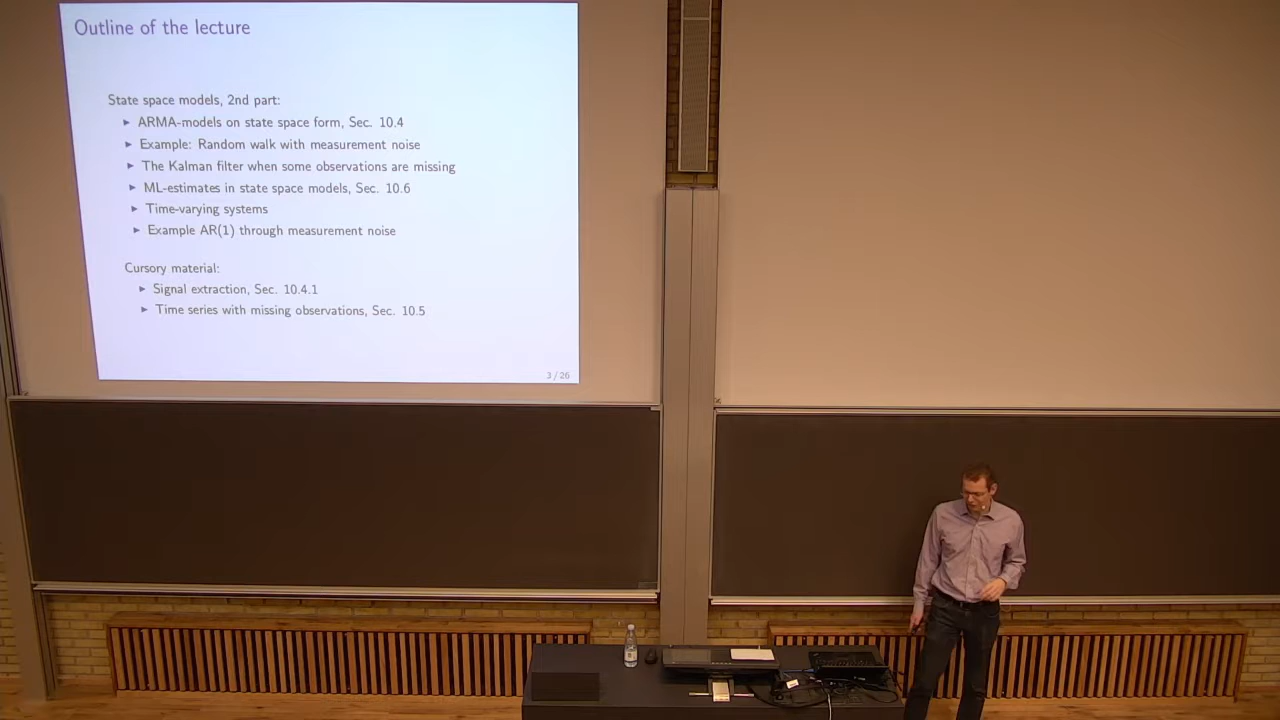 Outline of the lecture
State space models, 2nd part:
▶ ARMA-models on state space form, Sec. 10.4
▶ Example: Random walk with measurement noise
▶ The Kalman filter when some observations are missing
▶ ML-estimates in state space models, Sec. 10.6
▶ Time-varying systems
▶ Example AR(1) through measurement noise
Cursory material:
▶ Signal extraction, Sec. 10.4.1
▶ Time series with missing observations, Sec. 10.5
3 / 26